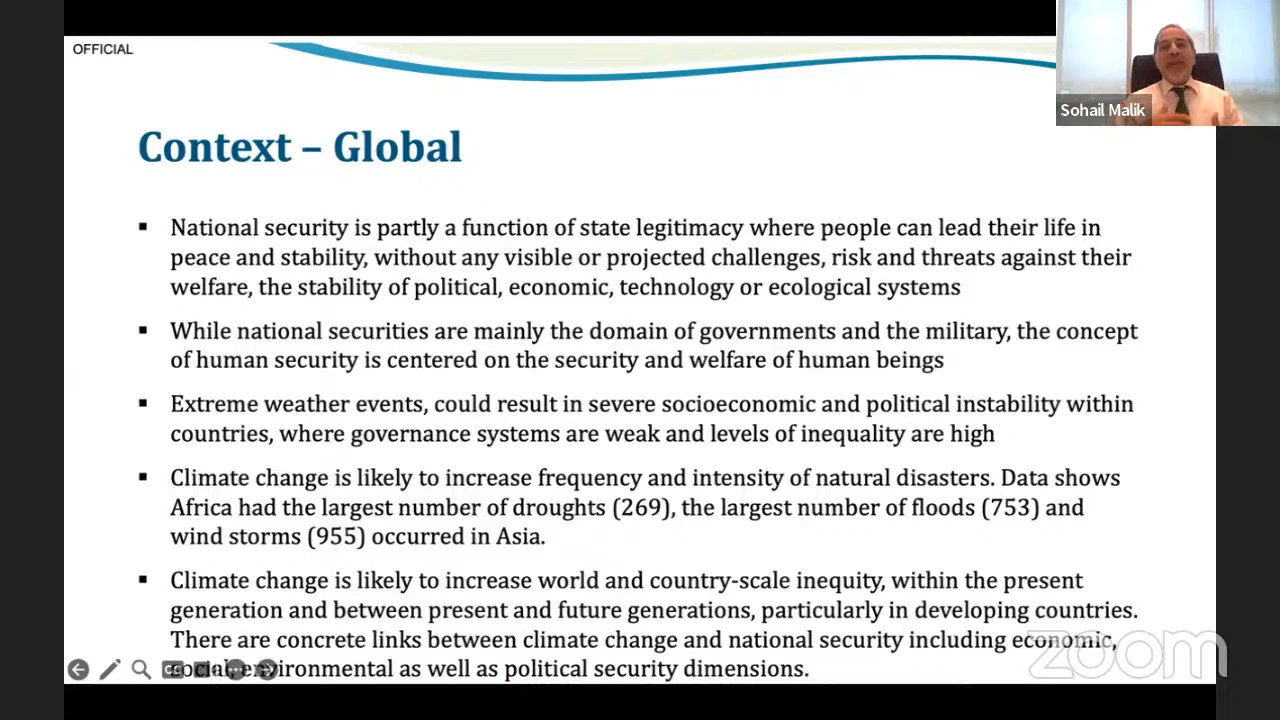 OFFICIAL
Sohail Malik
Context – Global
▪ National security is partly a function of state legitimacy where people can lead their life in
peace and stability, without any visible or projected challenges, risk and threats against their
welfare, the stability of political, economic, technology or ecological systems
▪ While national securities are mainly the domain of governments and the military, the concept
of human security is centered on the security and welfare of human beings
▪ Extreme weather events, could result in severe socioeconomic and political instability within
countries, where governance systems are weak and levels of inequality are high
▪ Climate change is likely to increase frequency and intensity of natural disasters. Data shows
Africa had the largest number of droughts (269), the largest number of floods (753) and
wind storms (955) occurred in Asia.
▪ Climate change is likely to increase world and country-scale inequity, within the present
generation and between present and future generations, particularly in developing countries.
There are concrete links between climate change and national security including economic,
social, environmental as well as political security dimensions.
zoom